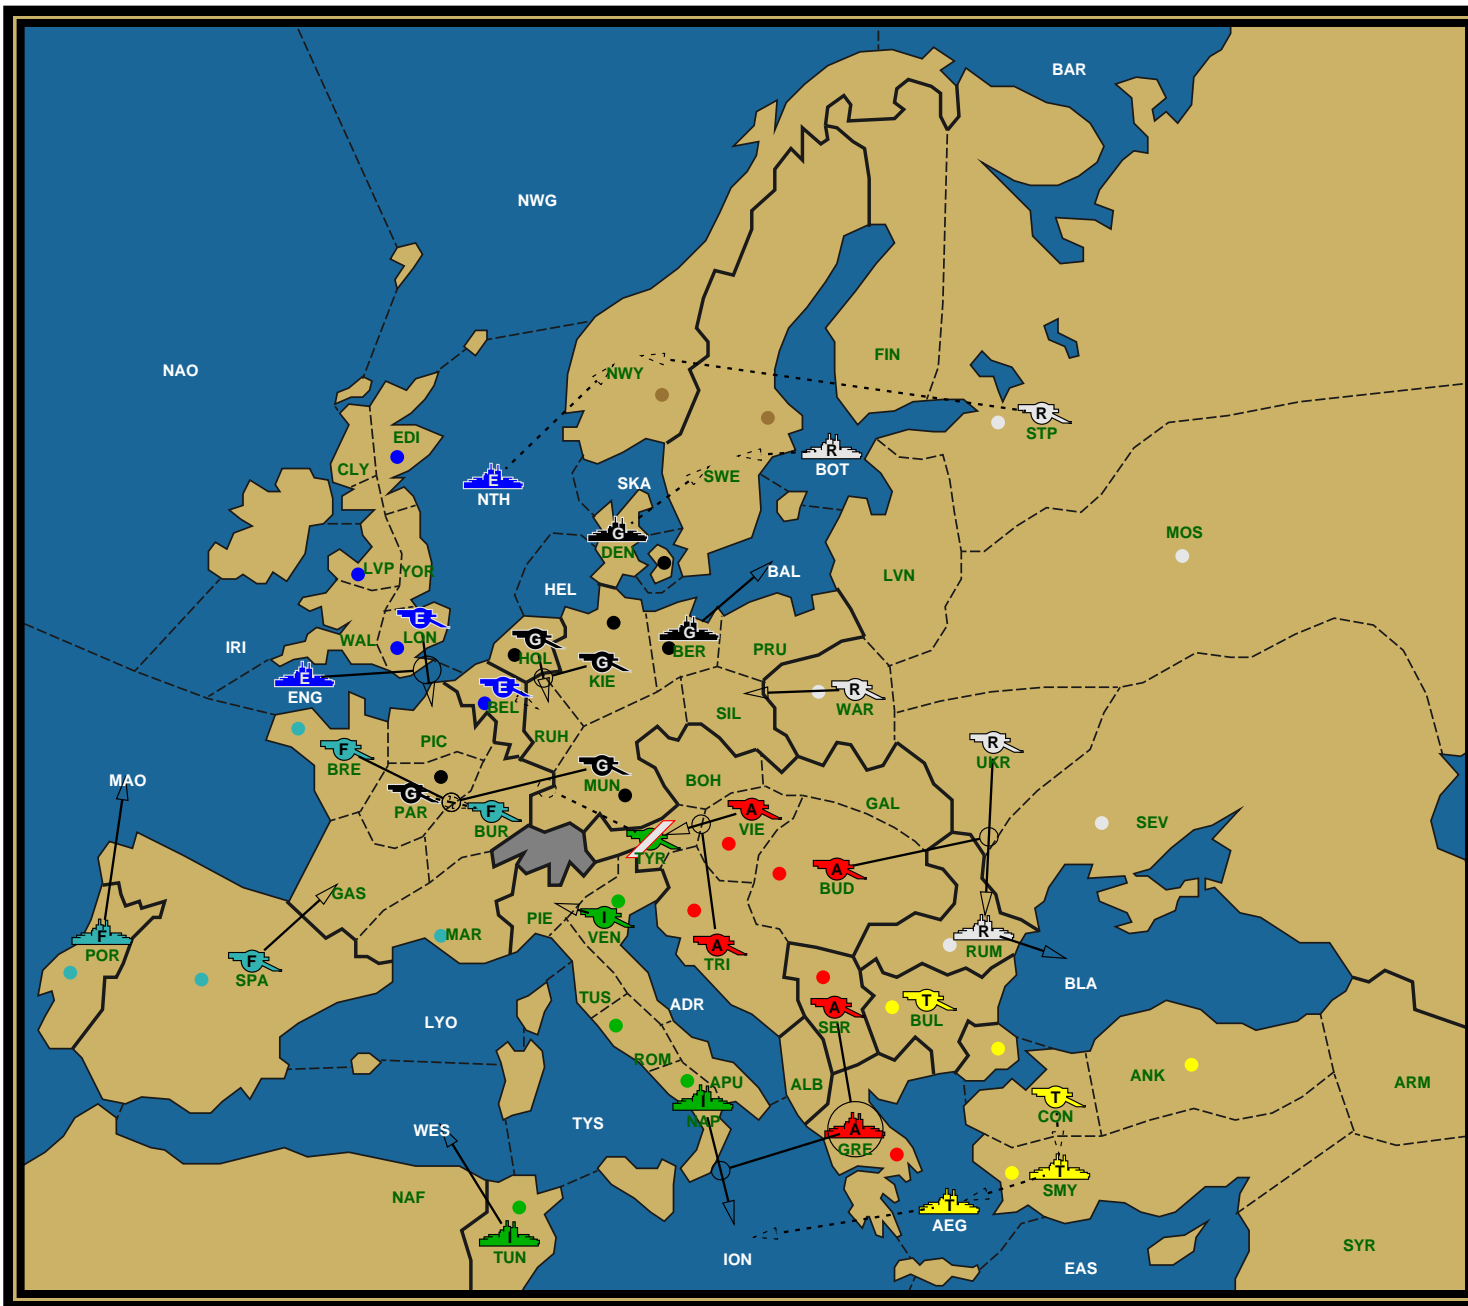 BAR
NWG
NAO
FIN
NWY
R
STP
EDI
CLY
SKA
SWE
R
BOT
E
NTH
MOS
G
DEN
LVP
YOR
HEL
BAL
LVN
IRI
WAL
E
LON
G
HOL
G
BER
PRU
G
KIE
E
ENG
E
BEL
SIL
R
WAR
PIC
RUH
R
UKR
F
BRE
G
MUN
BOH
MAO
G
PAR
F
BUR
A
VIE
GAL
SEV
TYR
A
BUD
GAS
F
POR
F
SPA
MAR
PIE
I
VEN
A
TRI
R
RUM
BLA
TUS
ADR
A
SER
T
BUL
LYO
ROM
APU
ALB
ANK
ARM
I
NAP
T
CON
WES
TYS
A
GRE
NAF
T
SMY
T
AEG
I
TUN
ION
EAS
SYR